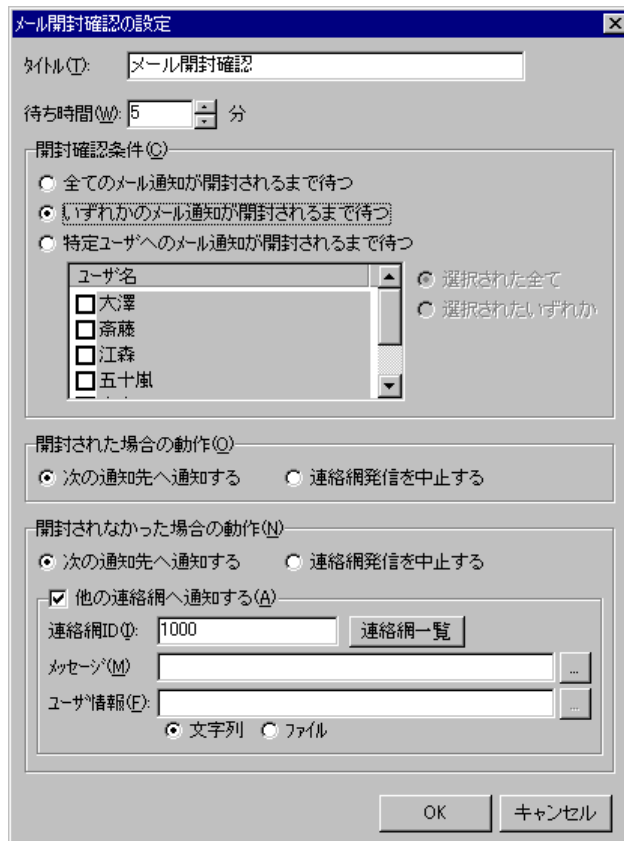 メール開封確認の設定
タイトル(T): メール開封確認
待ち時間(W): 5 分
開封確認条件(C)
全てのメール通知が開封されるまで待つ
いずれかのメール通知が開封されるまで待つ
特定ユーザへのメール通知が開封されるまで待つ
ユーザ名
選択された全て
大澤
選択されたいずれか
斎藤
江森
五十嵐
開封された場合の動作(O)
次の通知先へ通知する 連絡網発信を中止する
開封されなかった場合の動作(N)
次の通知先へ通知する 連絡網発信を中止する
他の連絡網へ通知する(A)
連絡網ID(I): 1000 連絡網一覧
メッセージ(M) ...
ユーザ情報(F): ...
文字列 ファイル
OK キャンセル